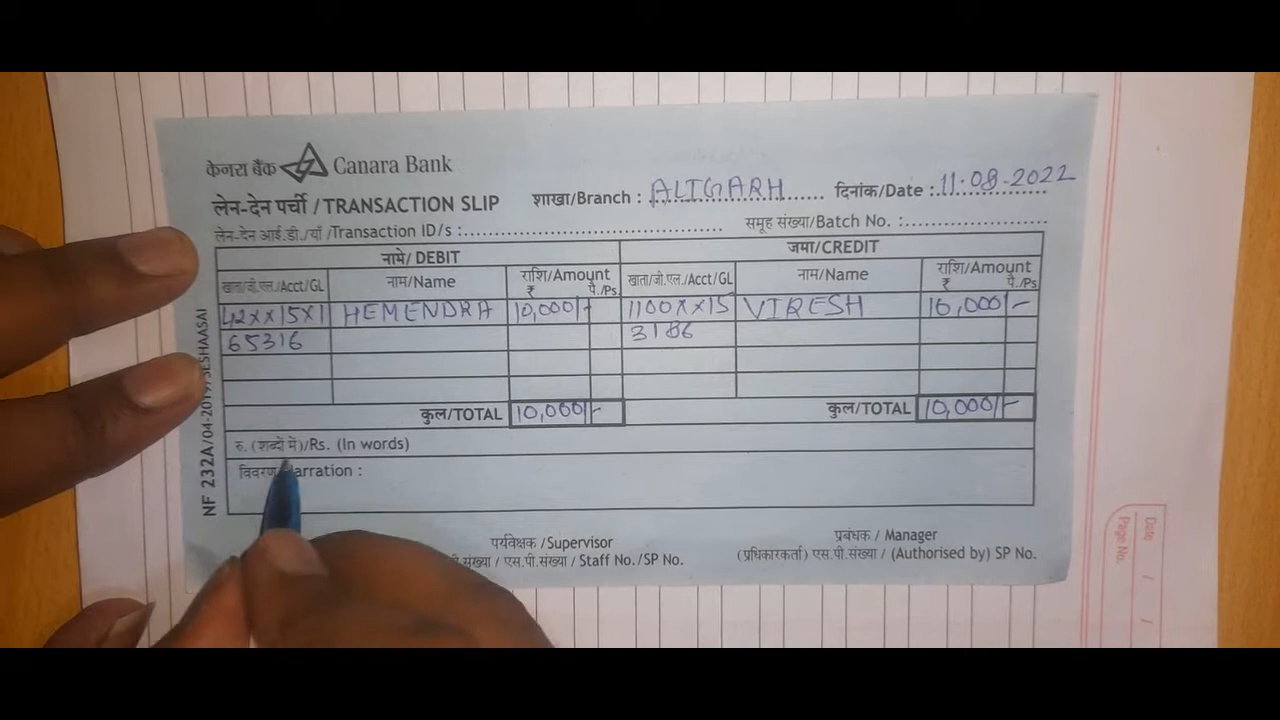 केनरा बैंक Canara Bank
लेन-देन पर्ची / TRANSACTION SLIP शाखा/Branch : ALIGARH दिनांक/Date : 11.08.2022
लेन-देन आई.डी./यॉ /Transaction ID/s : समूह संख्या/Batch No. :
नामे/ DEBIT जमा/CREDIT
खाता/जी.एल./Acct/GL नाम/Name राशि/Amount खाता/जी.एल./Acct/GL नाम/Name राशि/Amount
₹ पै./Ps. ₹ पै./Ps.
42xx15x1 HEMENDRA 10,000/- 1100xx15 VIRESH 10,000/-
65316 3186
कुल/TOTAL 10,000/- कुल/TOTAL 10,000/-
रु. (शब्दों में)/Rs. (In words)
विवरण arration :
पर्यवेक्षक /Supervisor प्रबंधक / Manager
संख्या / एस.पी.संख्या / Staff No./SP No. (प्रधिकारकर्ता) एस.पी.संख्या / (Authorised by) SP No.
NF 232A/04-2019/SESHAASAI
Date / /
Page No.